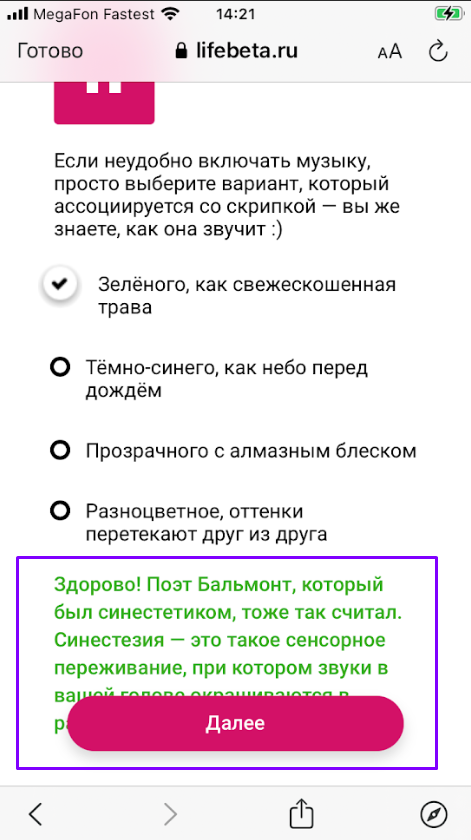 MegaFon Fastest 14:21
Готово lifebeta.ru AA
Если неудобно включать музыку,
просто выберите вариант, который
ассоциируется со скрипкой — вы же
знаете, как она звучит :)
Зелёного, как свежескошенная
трава
Тёмно-синего, как небо перед
дождём
Прозрачного с алмазным блеском
Разноцветное, оттенки
перетекают друг из друга
Здорово! Поэт Бальмонт, который
был синестетиком, тоже так считал.
Синестезия — это такое сенсорное
переживание, при котором звуки в
вашей голове окрашиваются в
Далее